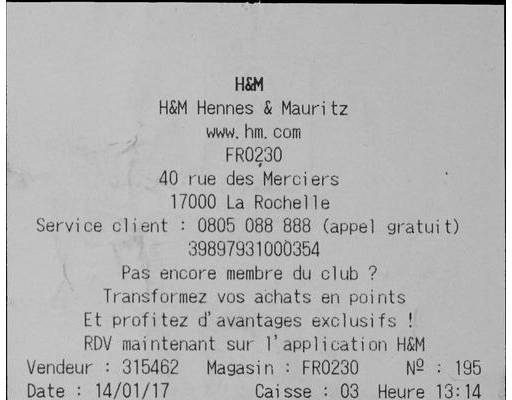 H&M
H&M Hennes & Mauritz
www.hm.com
FR0230
40 rue des Merciers
17000 La Rochelle
Service client : 0805 088 888 (appel gratuit)
39897931000354
Pas encore membre du club ?
Transformez vos achats en points
Et profitez d'avantages exclusifs !
RDV maintenant sur l'application H&M
Vendeur : 315462 Magasin : FR0230 Nº : 195
Date : 14/01/17 Caisse : 03 Heure 13:14